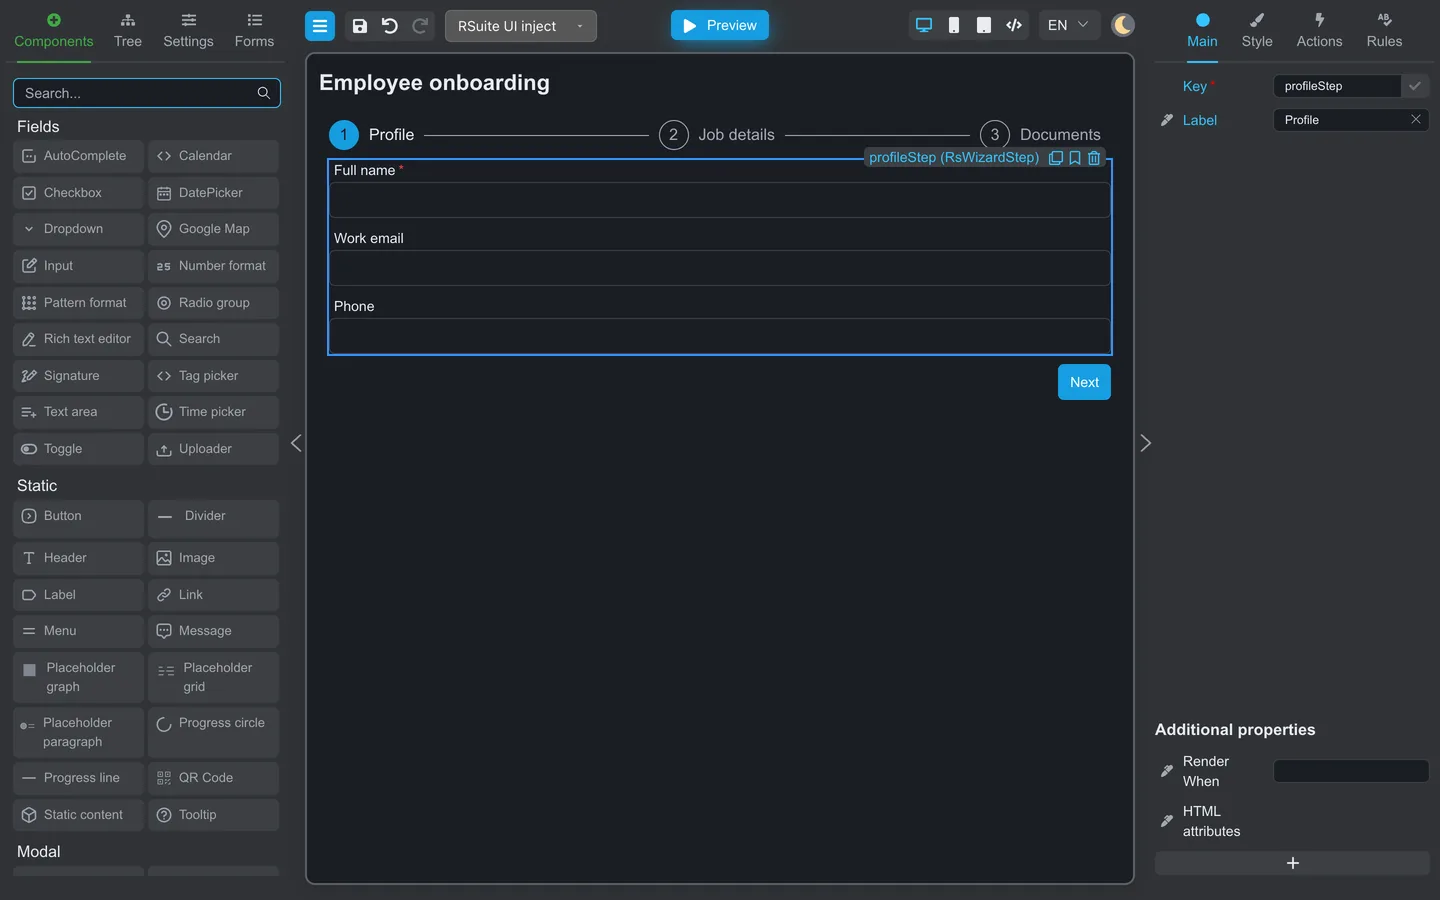 Components
Tree
Settings
Forms
RSuite UI inject
Preview
EN
Main
Style
Actions
Rules
Search...
Fields
AutoComplete
Calendar
Checkbox
DatePicker
Dropdown
Google Map
Input
Number format
Pattern format
Radio group
Rich text editor
Search
Signature
Tag picker
Text area
Time picker
Toggle
Uploader
Static
Button
Divider
Header
Image
Label
Link
Menu
Message
Placeholder
graph
Placeholder
grid
Placeholder
paragraph
Progress circle
Progress line
QR Code
Static content
Tooltip
Modal
Employee onboarding
1 Profile
2 Job details
3 Documents
profileStep (RsWizardStep)
Full name *
Work email
Phone
Next
Key *
profileStep
Label
Profile
Additional properties
Render
When
HTML
attributes